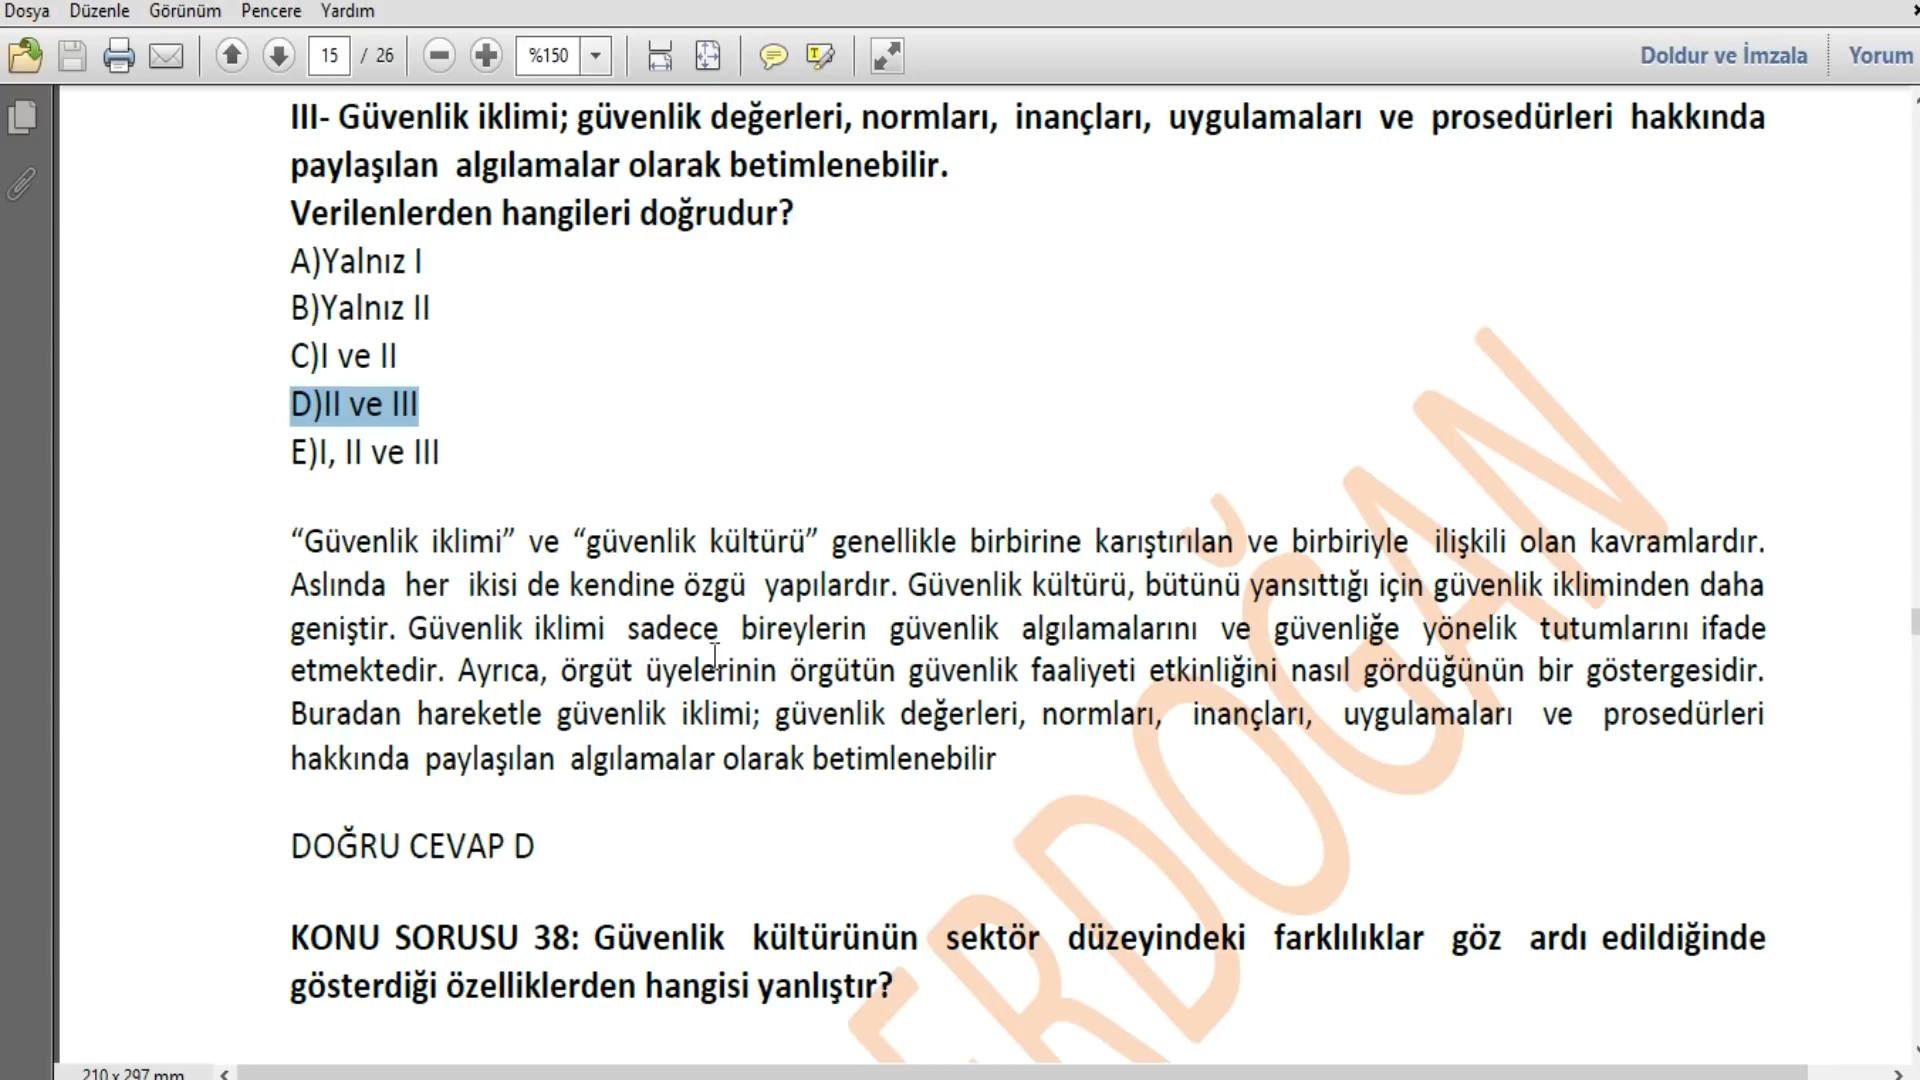 Dosya Düzenle Görünüm Pencere Yardım
15 / 26 %150 Doldur ve İmzala Yorum
III- Güvenlik iklimi; güvenlik değerleri, normları, inançları, uygulamaları ve prosedürleri hakkında
paylaşılan algılamalar olarak betimlenebilir.
Verilenlerden hangileri doğrudur?
A)Yalnız I
B)Yalnız II
C)I ve II
D)II ve III
E)I, II ve III
“Güvenlik iklimi” ve “güvenlik kültürü” genellikle birbirine karıştırılan ve birbiriyle ilişkili olan kavramlardır.
Aslında her ikisi de kendine özgü yapılardır. Güvenlik kültürü, bütünü yansıttığı için güvenlik ikliminden daha
geniştir. Güvenlik iklimi sadece bireylerin güvenlik algılamalarını ve güvenliğe yönelik tutumlarını ifade
etmektedir. Ayrıca, örgüt üyelerinin örgütün güvenlik faaliyeti etkinliğini nasıl gördüğünün bir göstergesidir.
Buradan hareketle güvenlik iklimi; güvenlik değerleri, normları, inançları, uygulamaları ve prosedürleri
hakkında paylaşılan algılamalar olarak betimlenebilir
DOĞRU CEVAP D
KONU SORUSU 38: Güvenlik kültürünün sektör düzeyindeki farklılıklar göz ardı edildiğinde
gösterdiği özelliklerden hangisi yanlıştır?
ERDOĞAN
210 x 297 mm